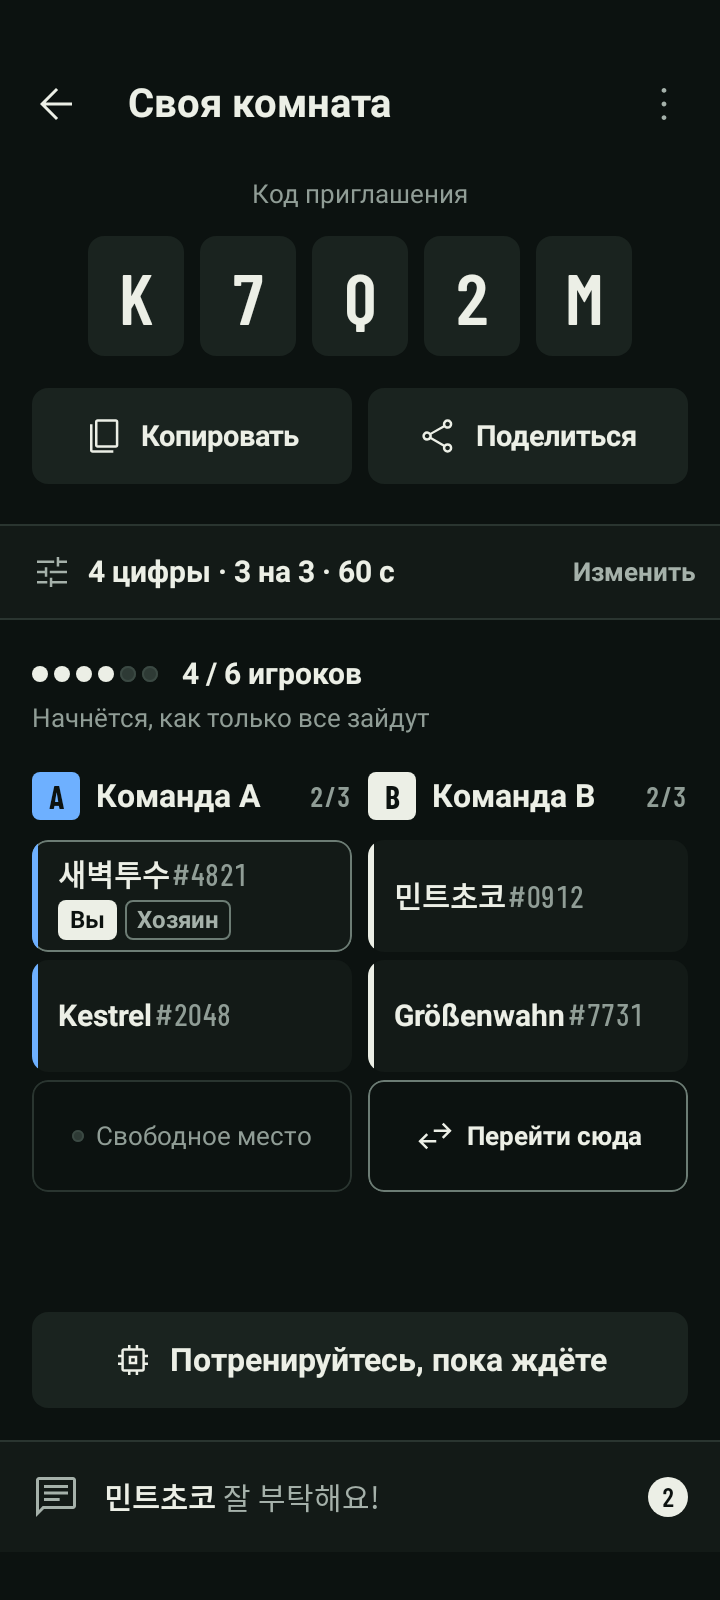 Своя комната
Код приглашения
K 7 Q 2 M
Копировать
Поделиться
4 цифры · 3 на 3 · 60 с
Изменить
4 / 6 игроков
Начнётся, как только все зайдут
A Команда A 2/3
B Команда B 2/3
새벽투수#4821
Вы Хозяин
민트초코#0912
Kestrel#2048
Größenwahn#7731
Свободное место
Перейти сюда
Потренируйтесь, пока ждёте
민트초코 잘 부탁해요!
2